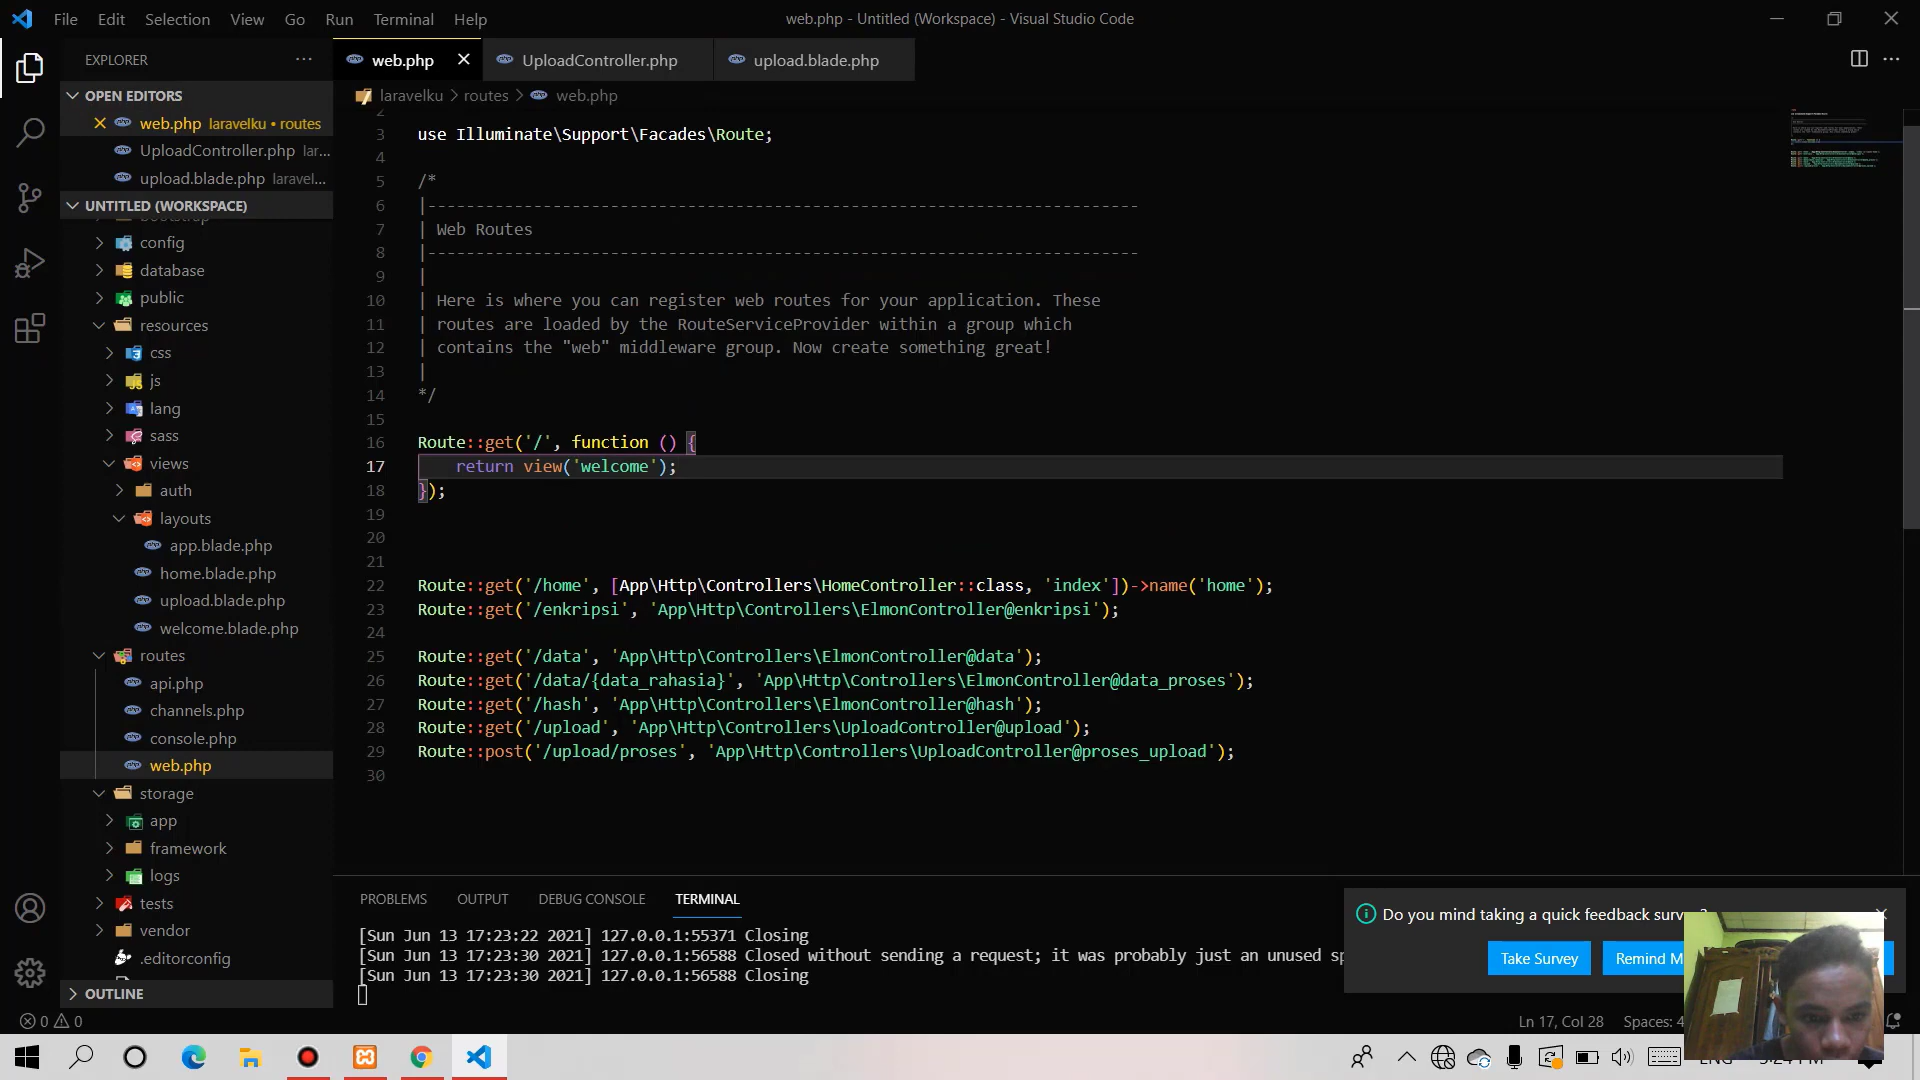 File Edit Selection View Go Run Terminal Help
web.php - Untitled (Workspace) - Visual Studio Code
EXPLORER
OPEN EDITORS
web.php laravelku • routes
UploadController.php lar...
upload.blade.php laravel...
UNTITLED (WORKSPACE)
bootstrap
config
database
public
resources
css
js
lang
sass
views
auth
layouts
app.blade.php
home.blade.php
upload.blade.php
welcome.blade.php
routes
api.php
channels.php
console.php
web.php
storage
app
framework
logs
tests
vendor
.editorconfig
OUTLINE
web.php UploadController.php upload.blade.php
laravelku > routes > web.php
2
3 use Illuminate\Support\Facades\Route;
4
5 /*
6 |--------------------------------------------------------------------------
7 | Web Routes
8 |--------------------------------------------------------------------------
9 |
10 | Here is where you can register web routes for your application. These
11 | routes are loaded by the RouteServiceProvider within a group which
12 | contains the "web" middleware group. Now create something great!
13 |
14 */
15
16 Route::get('/', function () {
17     return view('welcome');
18 });
19
20
21
22 Route::get('/home', [App\Http\Controllers\HomeController::class, 'index'])->name('home');
23 Route::get('/enkripsi', 'App\Http\Controllers\ElmonController@enkripsi');
24
25 Route::get('/data', 'App\Http\Controllers\ElmonController@data');
26 Route::get('/data/{data_rahasia}', 'App\Http\Controllers\ElmonController@data_proses');
27 Route::get('/hash', 'App\Http\Controllers\ElmonController@hash');
28 Route::get('/upload', 'App\Http\Controllers\UploadController@upload');
29 Route::post('/upload/proses', 'App\Http\Controllers\UploadController@proses_upload');
30
PROBLEMS OUTPUT DEBUG CONSOLE TERMINAL
[Sun Jun 13 17:23:22 2021] 127.0.0.1:55371 Closing
[Sun Jun 13 17:23:30 2021] 127.0.0.1:56588 Closed without sending a request; it was probably just an unused sp
[Sun Jun 13 17:23:30 2021] 127.0.0.1:56588 Closing
Do you mind taking a quick feedback surv
Take Survey
Remind M
0 0
Ln 17, Col 28 Spaces: 4